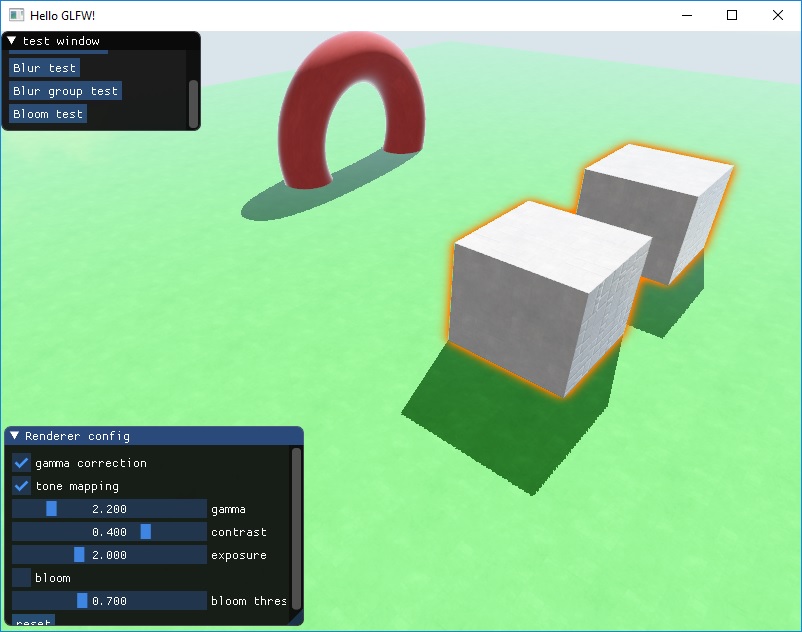 Hello GLFW!
test window
Blur test
Blur group test
Bloom test
Renderer config
gamma correction
tone mapping
2.200 gamma
0.400 contrast
2.000 exposure
bloom
0.700 bloom thres
reset